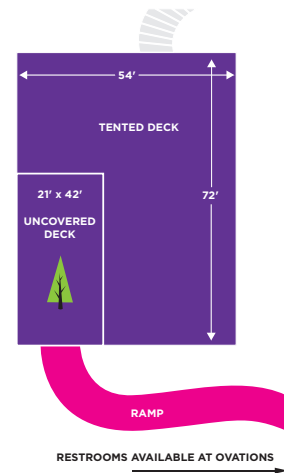 54'
TENTED DECK
72'
21' x 42'
UNCOVERED
DECK
RAMP
RESTROOMS AVAILABLE AT OVATIONS